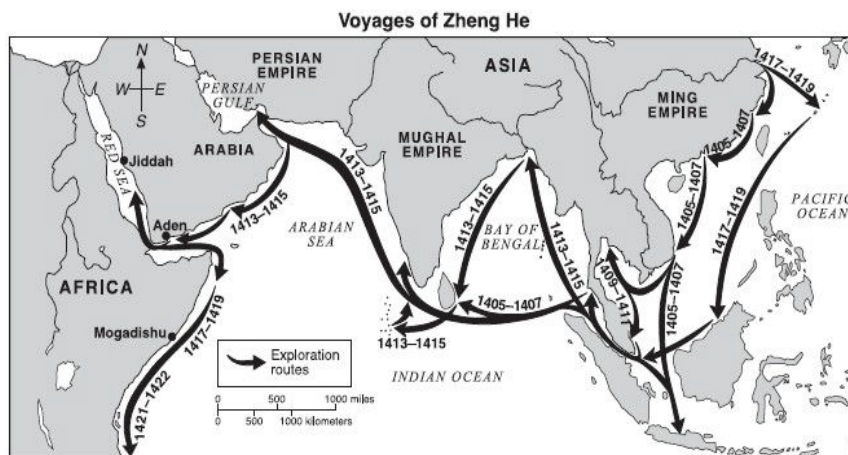 Voyages of Zheng He
N
W E
S
PERSIAN
EMPIRE
PERSIAN
GULF
ASIA
MING
EMPIRE
MUGHAL
EMPIRE
ARABIA
RED SEA
Jiddah
Aden
AFRICA
Mogadishu
ARABIAN
SEA
BAY OF
BENGAL
PACIFIC
OCEAN
INDIAN OCEAN
1417–1419
1405–1407
1405–1407
1417–1419
1405–1407
1409–1411
1413–1415
1413–1415
1413–1415
1413–1415
1405–1407
1413–1415
1417–1419
1421–1422
Exploration
routes
0 500 1000 miles
0 500 1000 kilometers